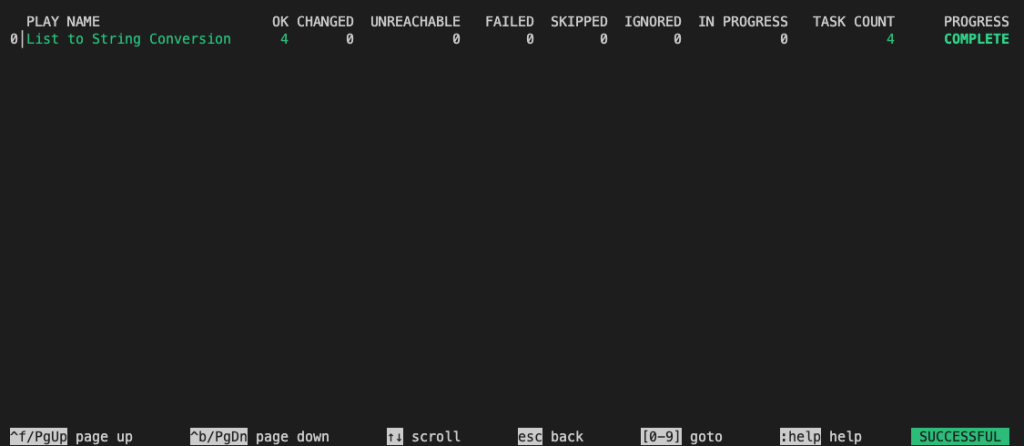 PLAY NAME OK CHANGED UNREACHABLE FAILED SKIPPED IGNORED IN PROGRESS TASK COUNT PROGRESS
0│List to String Conversion 4 0 0 0 0 0 0 4 COMPLETE
^f/PgUp page up ^b/PgDn page down ↑↓ scroll esc back [0-9] goto :help help SUCCESSFUL